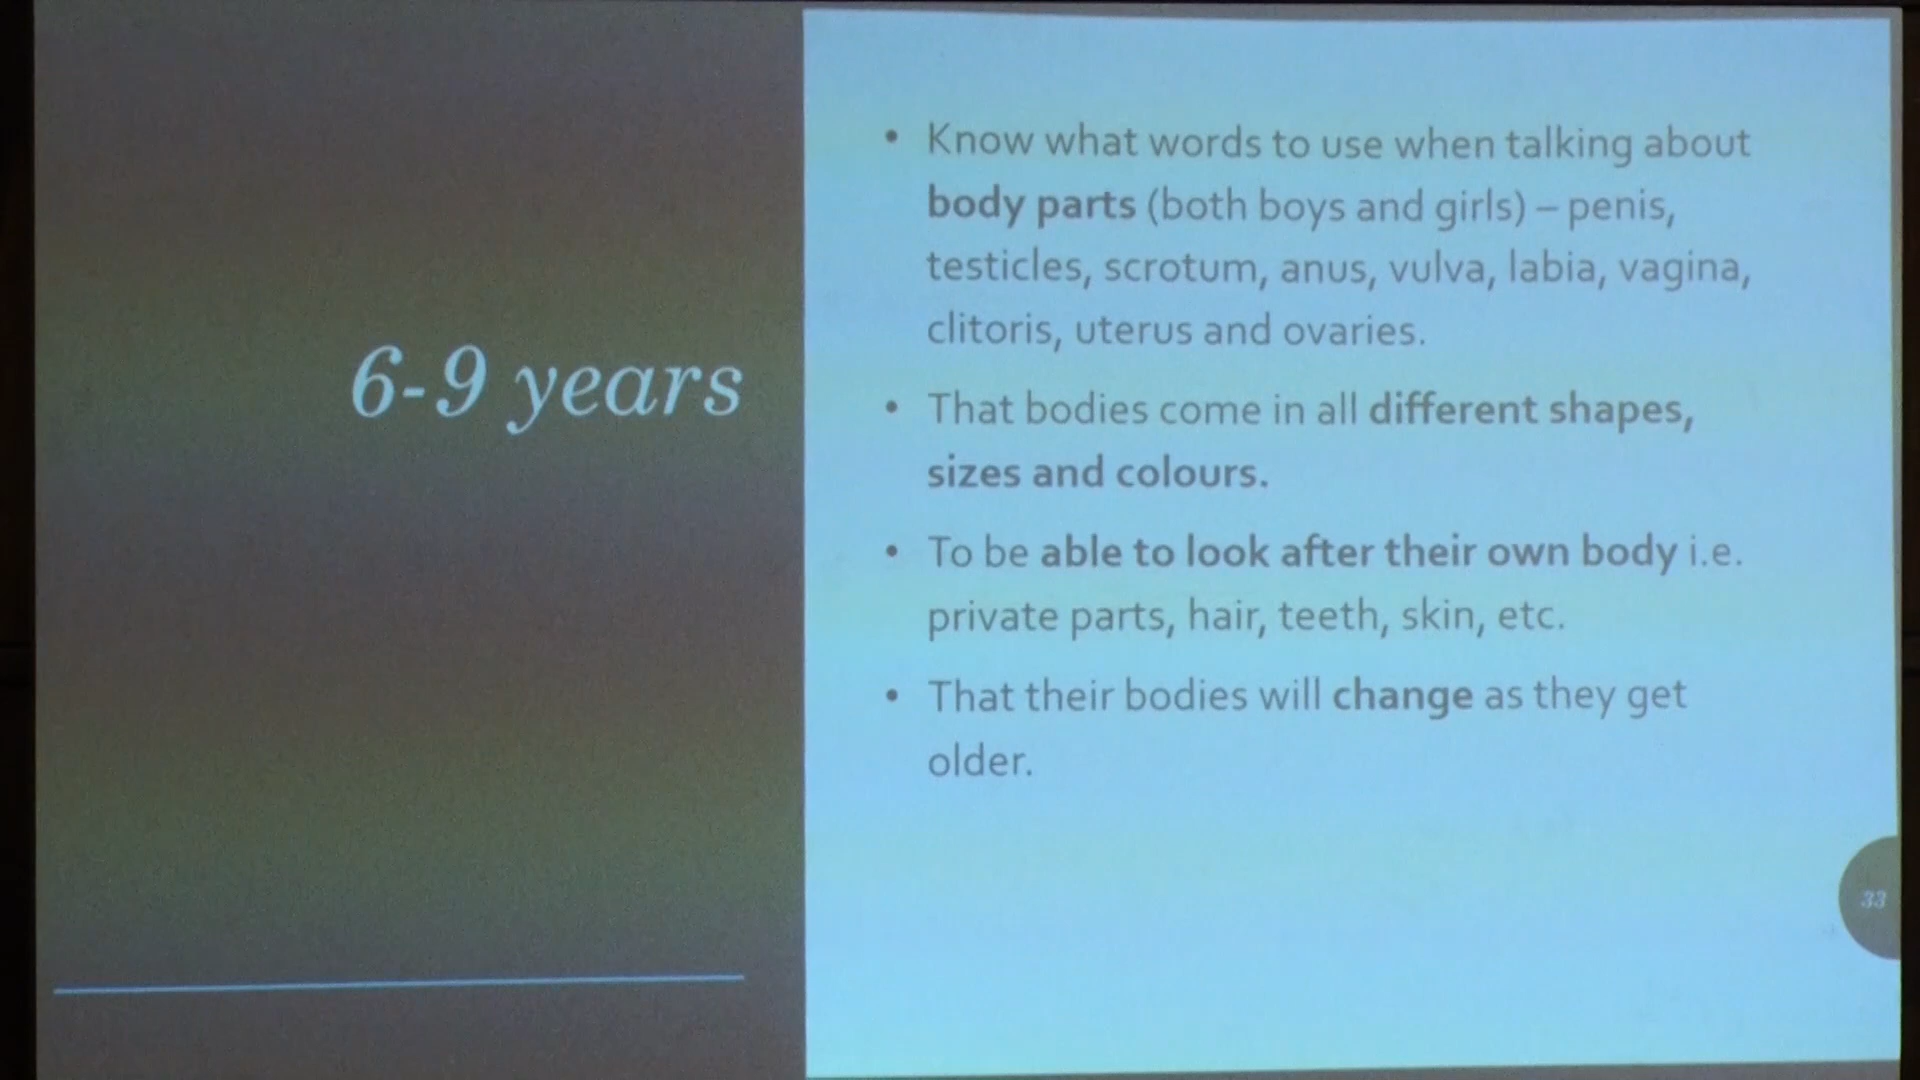 6-9 years
• Know what words to use when talking about
body parts (both boys and girls) – penis,
testicles, scrotum, anus, vulva, labia, vagina,
clitoris, uterus and ovaries.
• That bodies come in all different shapes,
sizes and colours.
• To be able to look after their own body i.e.
private parts, hair, teeth, skin, etc.
• That their bodies will change as they get
older.
33